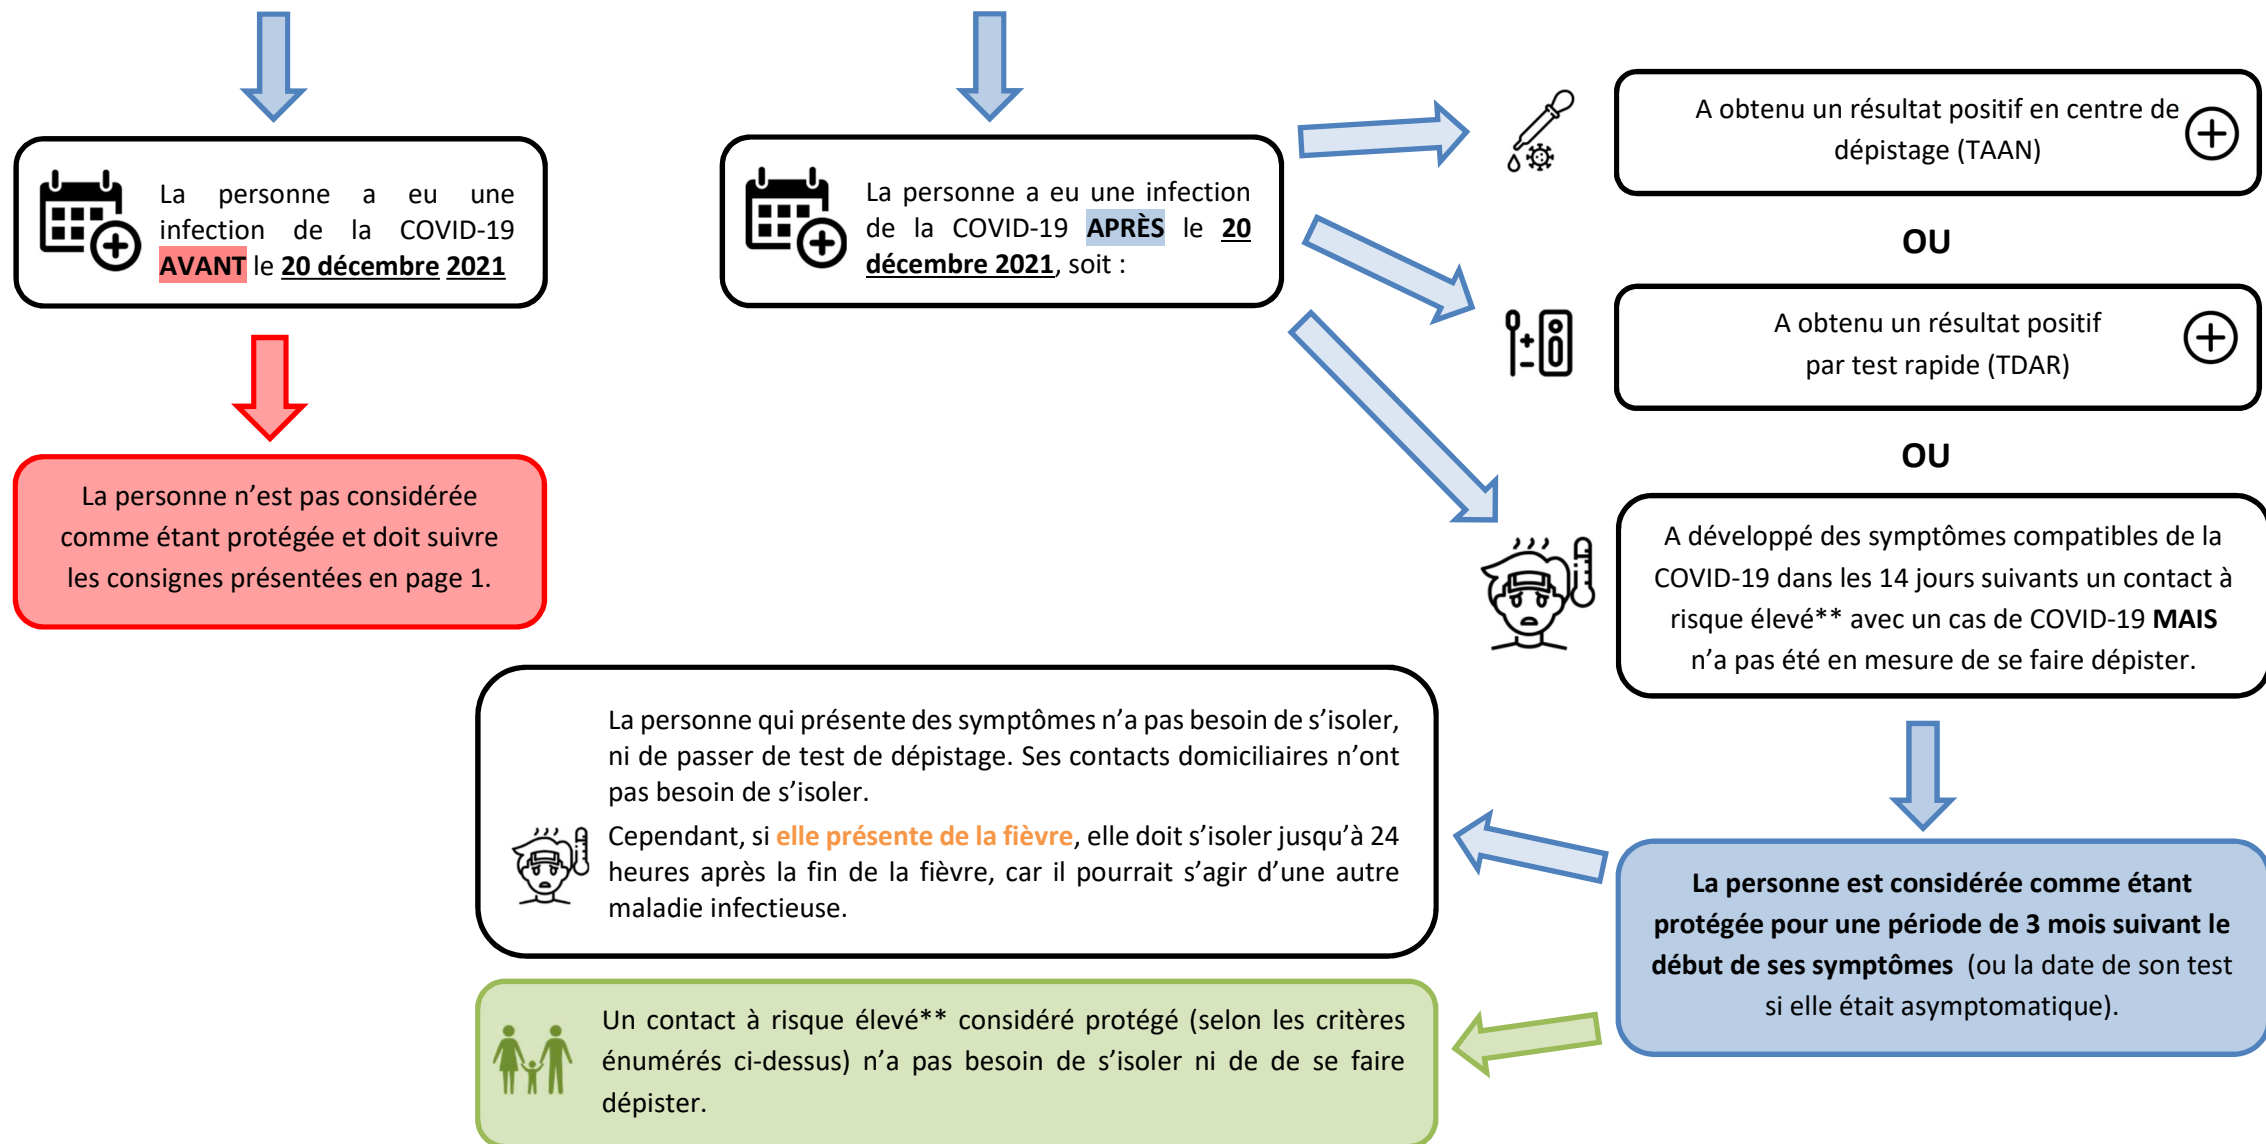 La personne a eu une
infection de la COVID-19
AVANT le 20 décembre 2021
La personne n’est pas considérée
comme étant protégée et doit suivre
les consignes présentées en page 1.
La personne a eu une infection
de la COVID-19 APRÈS le 20
décembre 2021, soit :
A obtenu un résultat positif en centre de
dépistage (TAAN)
OU
A obtenu un résultat positif
par test rapide (TDAR)
OU
A développé des symptômes compatibles de la
COVID-19 dans les 14 jours suivants un contact à
risque élevé** avec un cas de COVID-19 MAIS
n’a pas été en mesure de se faire dépister.
La personne est considérée comme étant
protégée pour une période de 3 mois suivant le
début de ses symptômes (ou la date de son test
si elle était asymptomatique).
La personne qui présente des symptômes n’a pas besoin de s’isoler,
ni de passer de test de dépistage. Ses contacts domiciliaires n’ont
pas besoin de s’isoler.
Cependant, si elle présente de la fièvre, elle doit s’isoler jusqu’à 24
heures après la fin de la fièvre, car il pourrait s’agir d’une autre
maladie infectieuse.
Un contact à risque élevé** considéré protégé (selon les critères
énumérés ci-dessus) n’a pas besoin de s’isoler ni de de se faire
dépister.